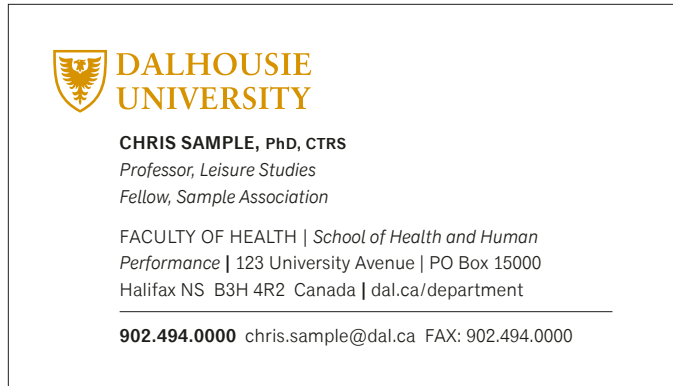 DALHOUSIE
UNIVERSITY
CHRIS SAMPLE, PhD, CTRS
Professor, Leisure Studies
Fellow, Sample Association
FACULTY OF HEALTH | School of Health and Human
Performance | 123 University Avenue | PO Box 15000
Halifax NS B3H 4R2 Canada | dal.ca/department
902.494.0000 chris.sample@dal.ca FAX: 902.494.0000